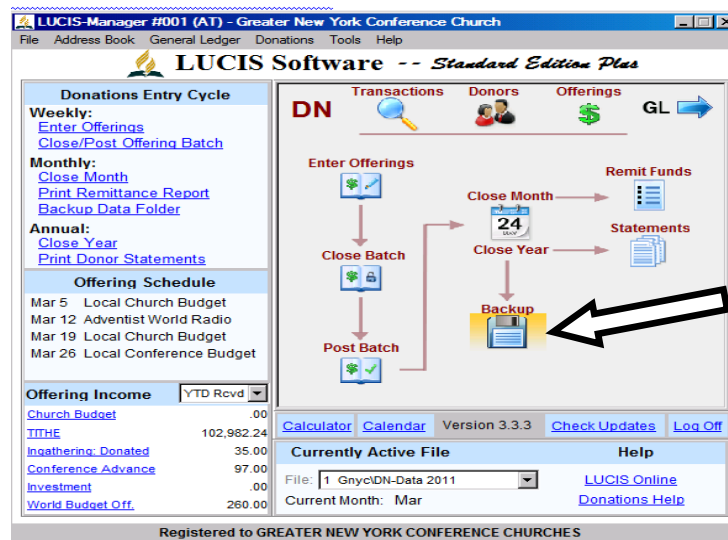 LUCIS-Manager #001 (AT) - Greater New York Conference Church
File Address Book General Ledger Donations Tools Help
LUCIS Software -- Standard Edition Plus
Donations Entry Cycle
Weekly:
Enter Offerings
Close/Post Offering Batch
Monthly:
Close Month
Print Remittance Report
Backup Data Folder
Annual:
Close Year
Print Donor Statements
Offering Schedule
Mar 5 Local Church Budget
Mar 12 Adventist World Radio
Mar 19 Local Church Budget
Mar 26 Local Conference Budget
Offering Income YTD Rcvd
Church Budget .00
TITHE 102,982.24
Ingathering: Donated 35.00
Conference Advance 97.00
Investment .00
World Budget Off. 260.00
DN Transactions Donors Offerings GL
Enter Offerings
Close Month
24
Remit Funds
Close Batch
Close Year
Statements
Backup
Post Batch
Calculator Calendar Version 3.3.3 Check Updates Log Off
Currently Active File
File: 1 Gnyc\DN-Data 2011
Current Month: Mar
Help
LUCIS Online
Donations Help
Registered to GREATER NEW YORK CONFERENCE CHURCHES